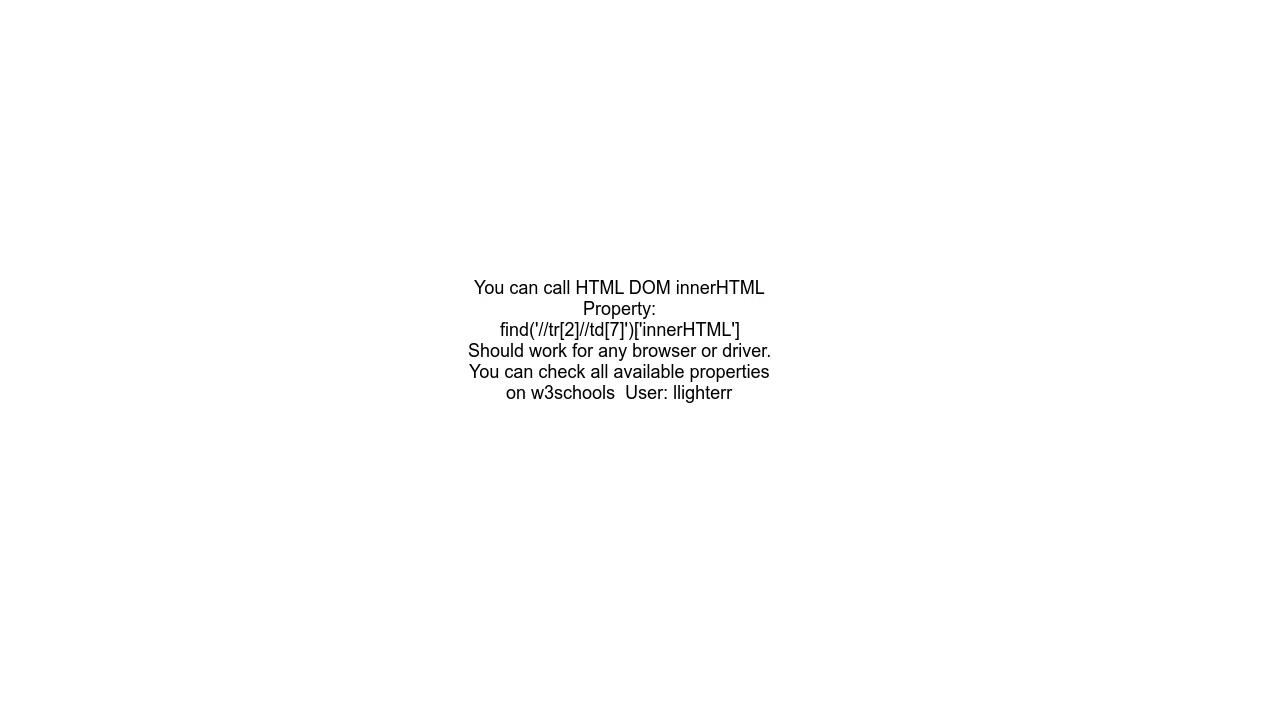 You can call HTML DOM innerHTML
Property:
find('//tr[2]//td[7]')['innerHTML']
Should work for any browser or driver.
You can check all available properties
on w3schools  User: llighterr